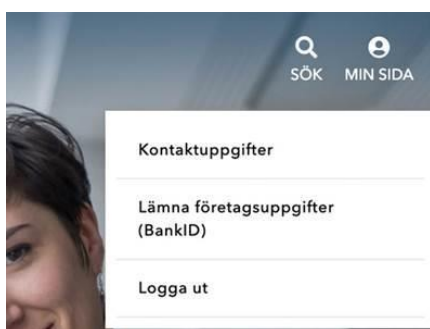 SÖK MIN SIDA
Kontaktuppgifter
Lämna företagsuppgifter
(BankID)
Logga ut